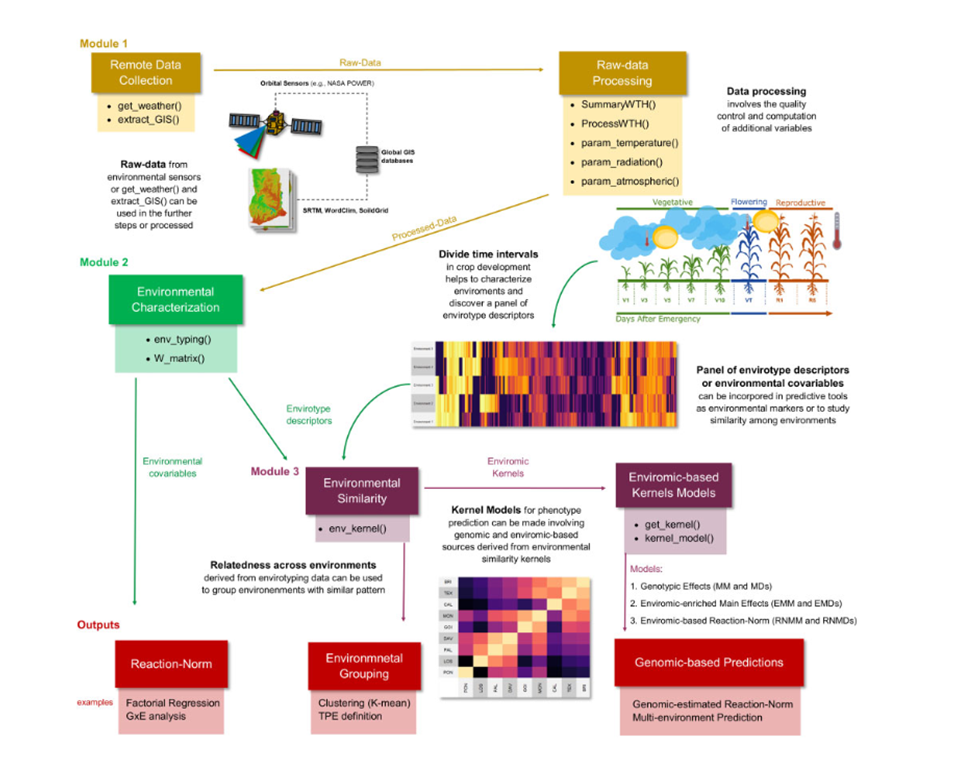 Module 1
Remote Data
Collection
• get_weather()
• extract_GIS()
Raw-Data
Orbital Sensors (e.g., NASA POWER)
Global GIS
databases
SRTM, WordClim, SoildGrid
Raw-data
Processing
• SummaryWTH()
• ProcessWTH()
• param_temperature()
• param_radiation()
• param_atmospheric()
Data processing
involves the quality
control and computation
of additional variables
Raw-data from
environmental sensors
or get_weather() and
extract_GIS() can be
used in the further
steps or processed
Processed-Data
Vegetative
Flowering
Reproductive
V1 V3 V5 V7 V10 VT R1 R5
Days After Emergency
Module 2
Environmental
Characterization
• env_typing()
• W_matrix()
Divide time intervals
in crop development
helps to characterize
enviroments and
discover a panel of
envirotype descriptors
Panel of envirotype descriptors
or environmental covariables
can be incorpored in predictive tools
as environmental markers or to study
similarity among environments
Envirotype
descriptors
Environmental
covariables
Module 3
Environmental
Similarity
• env_kernel()
Enviromic
Kernels
Enviromic-based
Kernels Models
• get_kernel()
• kernel_model()
Kernel Models for phenotype
prediction can be made involving
genomic and enviromic-based
sources derived from environmental
similarity kernels
Relatedness across environments
derived from envirotyping data can be used
to group environenments with similar pattern
Models:
1. Genotypic Effects (MM and MDs)
2. Enviromic-enriched Main Effects (EMM and EMDs)
3. Enviromic-based Reaction-Norm (RNMM and RNMDs)
Outputs
Reaction-Norm
examples
Factorial Regression
GxE analysis
Environmnetal
Grouping
Clustering (K-mean)
TPE definition
Genomic-based Predictions
Genomic-estimated Reaction-Norm
Multi-environment Prediction